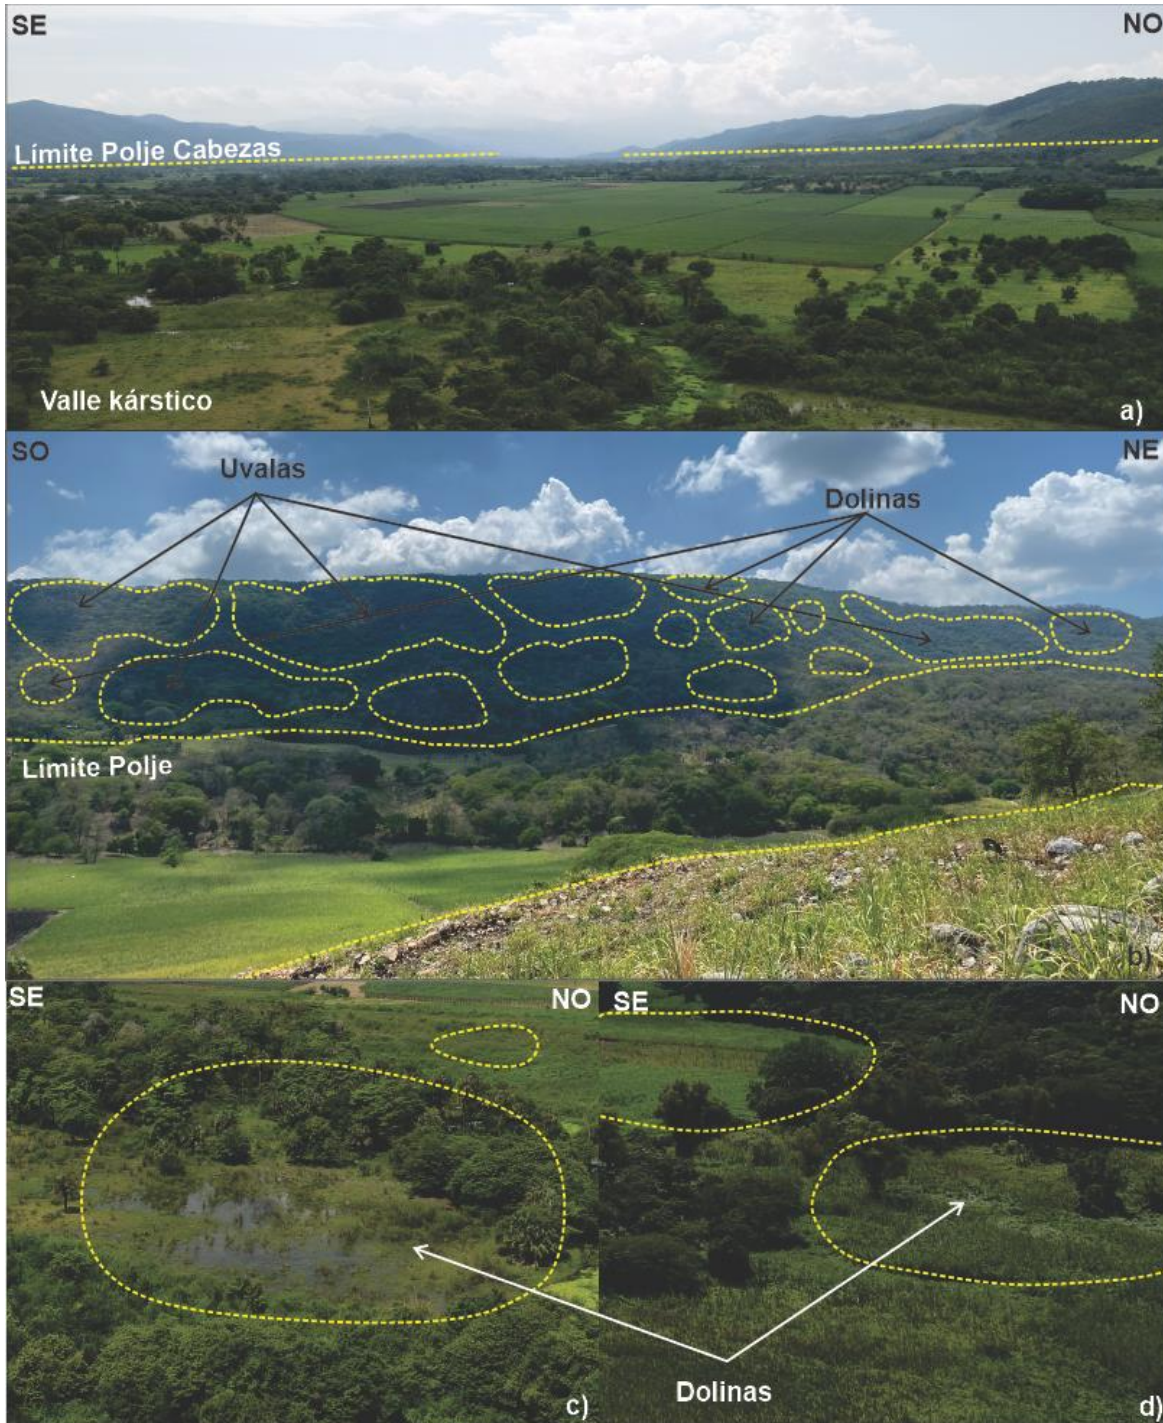 SE
NO
Límite Polje Cabezas
Valle kárstico
a)
SO
NE
Uvalas
Dolinas
Límite Polje
b)
SE
NO
SE
NO
Dolinas
c)
d)